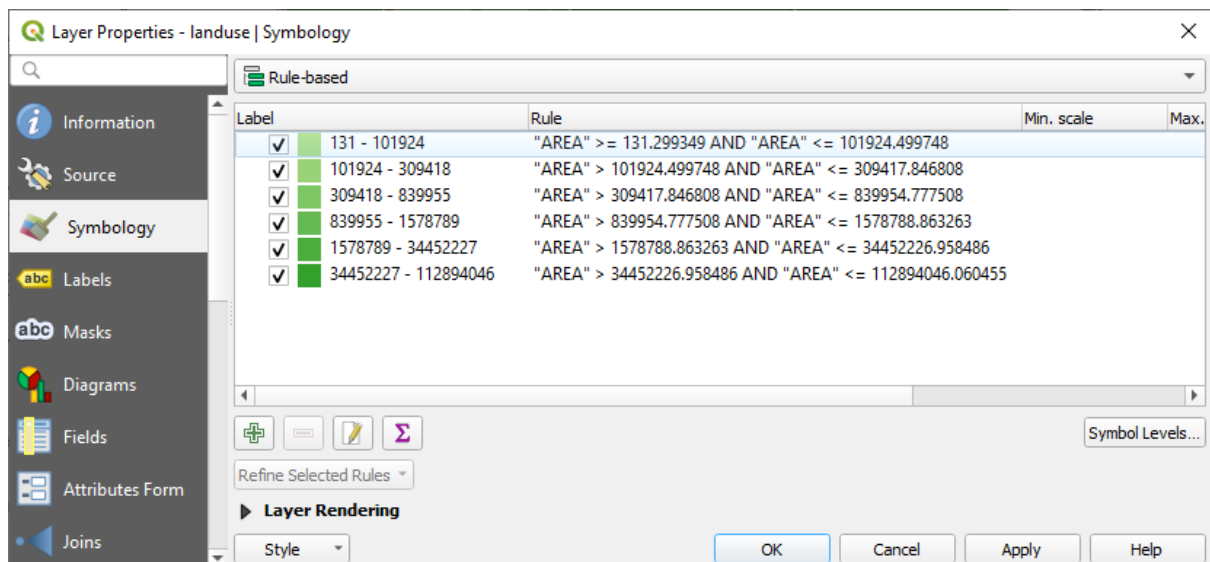 Layer Properties - landuse | Symbology
Rule-based
Information
Source
Symbology
abc Labels
abc Masks
Diagrams
Fields
Attributes Form
Joins
Label Rule Min. scale Max.
131 - 101924 "AREA" >= 131.299349 AND "AREA" <= 101924.499748
101924 - 309418 "AREA" > 101924.499748 AND "AREA" <= 309417.846808
309418 - 839955 "AREA" > 309417.846808 AND "AREA" <= 839954.777508
839955 - 1578789 "AREA" > 839954.777508 AND "AREA" <= 1578788.863263
1578789 - 34452227 "AREA" > 1578788.863263 AND "AREA" <= 34452226.958486
34452227 - 112894046 "AREA" > 34452226.958486 AND "AREA" <= 112894046.060455
Σ
Symbol Levels...
Refine Selected Rules
Layer Rendering
Style OK Cancel Apply Help